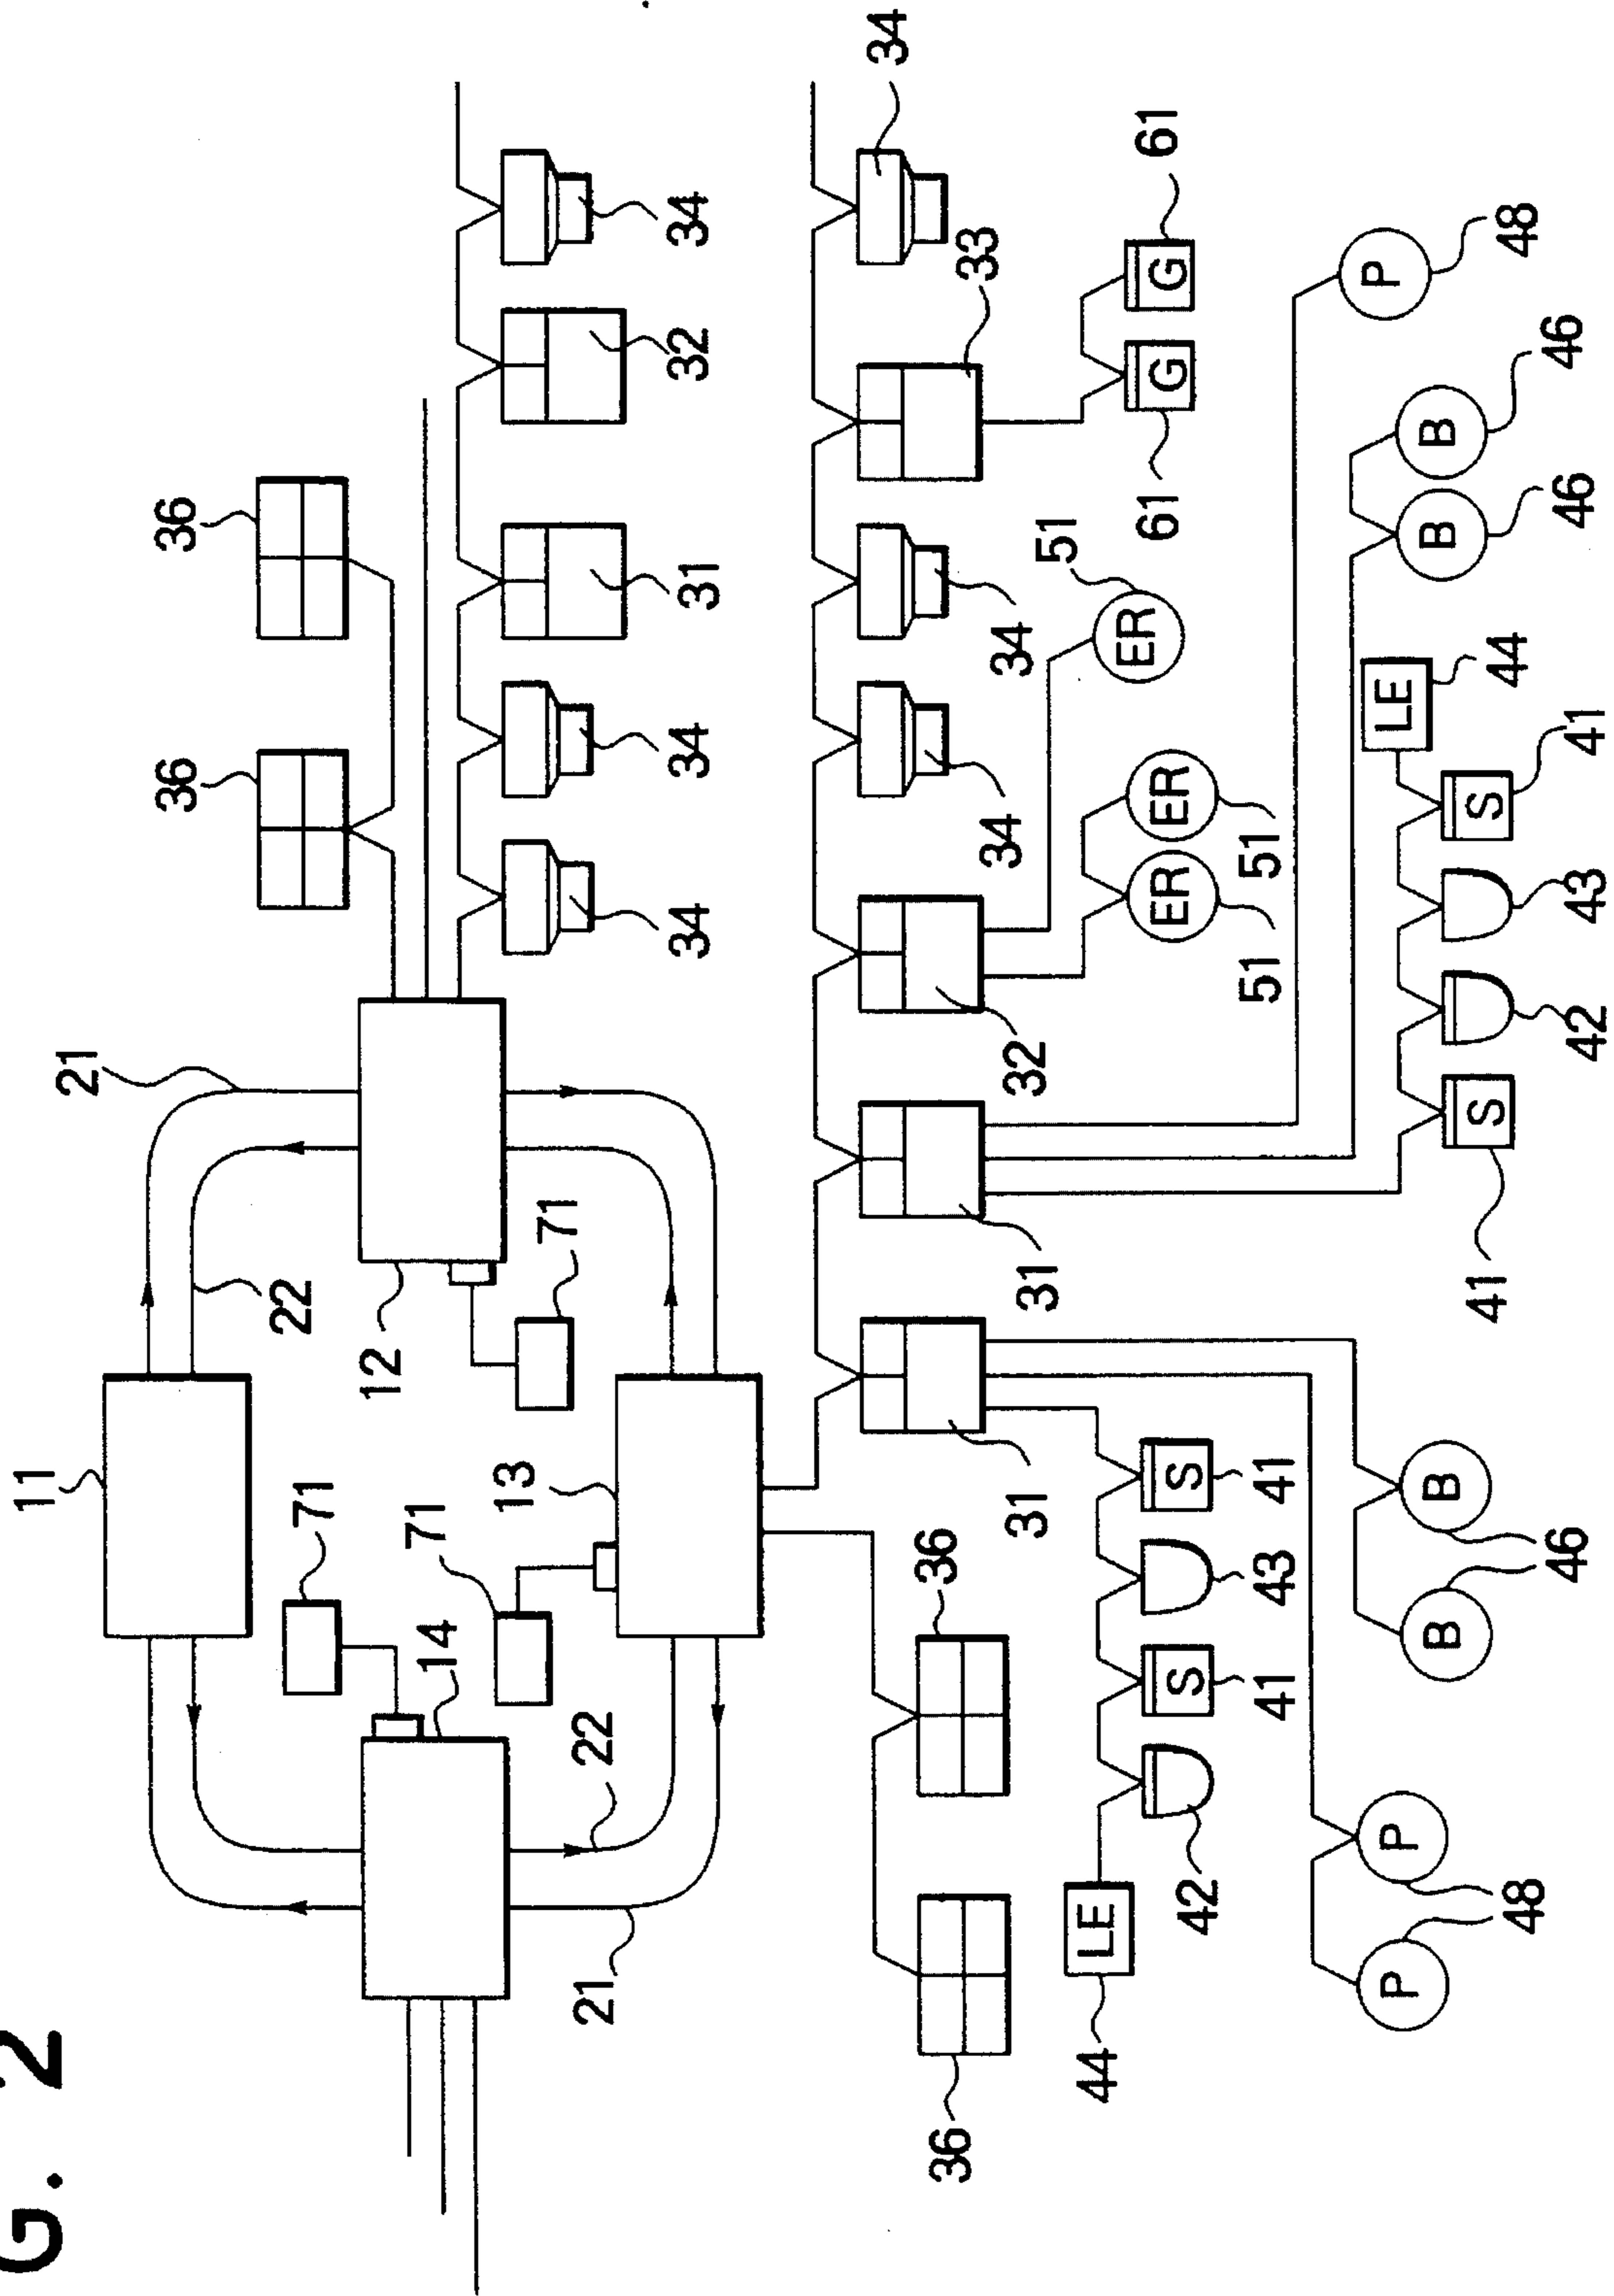 G. 2
11
21
36 36
71 22
12
14 71
13 71
21 22
34 34 31 32 34
34
36 36
33
31 31 32 34 34 51
44 LE
ER
61 61
S S ER ER G G
42
41 43 41 51 51
P
LE
P P
B B B B
S S
41
44 48
48
46 46 46
42 43 41